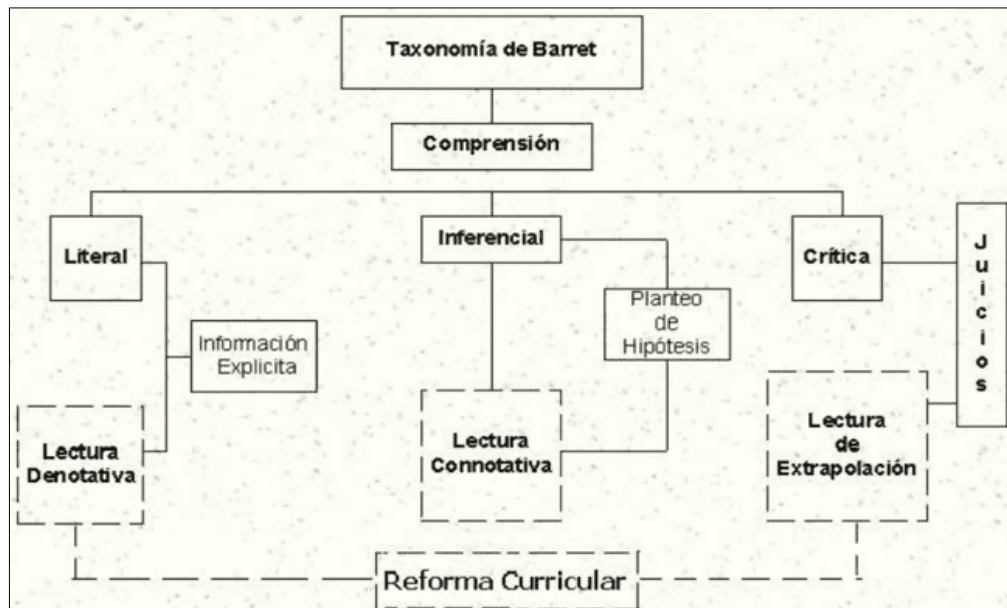 Taxonomía de Barret
Comprensión
Literal
Inferencial
Crítica
Juicios
Información
Explicita
Planteo
de
Hipótesis
Lectura
Denotativa
Lectura
Connotativa
Lectura
de
Extrapolación
Reforma Curricular